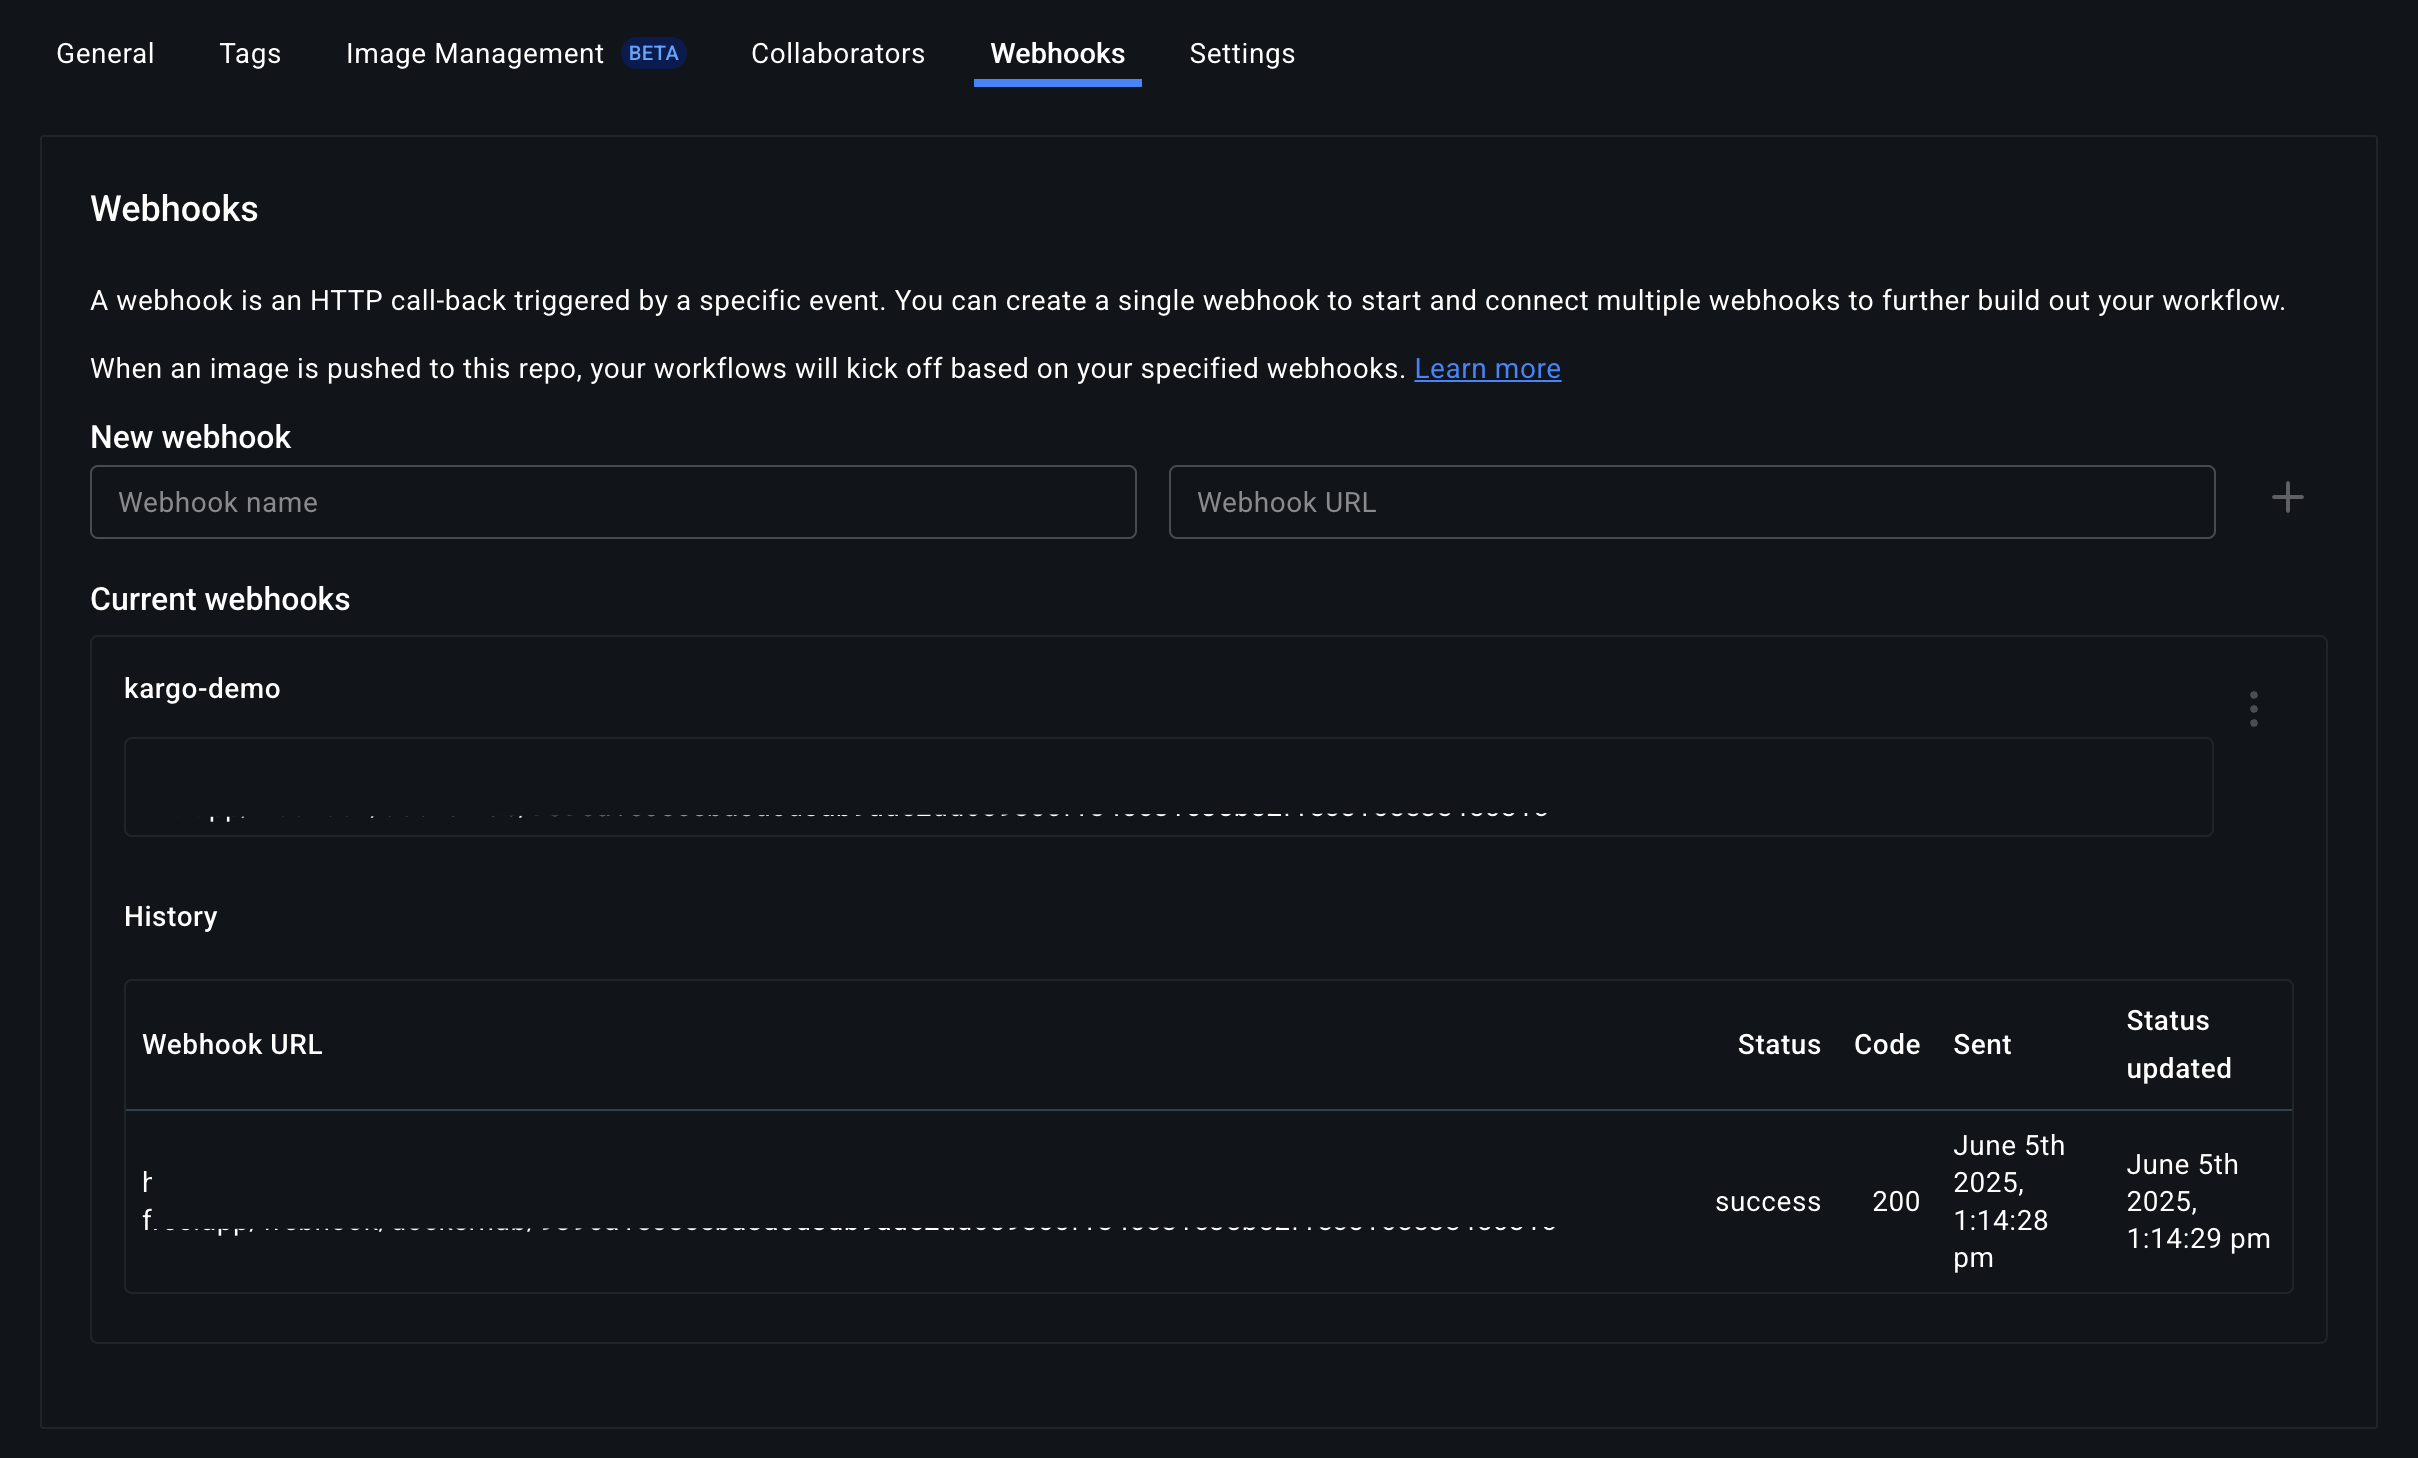 General Tags Image Management BETA Collaborators Webhooks Settings
Webhooks
A webhook is an HTTP call-back triggered by a specific event. You can create a single webhook to start and connect multiple webhooks to further build out your workflow.
When an image is pushed to this repo, your workflows will kick off based on your specified webhooks. Learn more
New webhook
Webhook name Webhook URL
Current webhooks
kargo-demo
History
Webhook URL Status Code Sent Status updated
success 200 June 5th 2025, 1:14:28 pm June 5th 2025, 1:14:29 pm